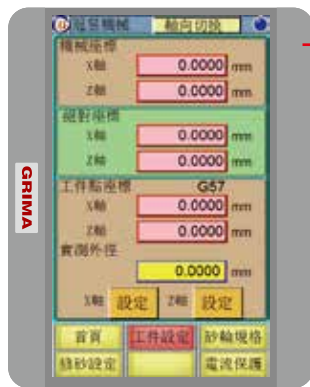 冠晉機械 軸向切換
機械座標
X軸 0.0000 mm
Z軸 0.0000 mm
絕對座標
X軸 0.0000 mm
Z軸 0.0000 mm
工件點座標 G57
X軸 0.0000 mm
Z軸 0.0000 mm
實測外徑
0.0000 mm
X軸 設定 Z軸 設定
首頁 工件設定 砂輪規格
修砂設定 電流保護
GRIMA